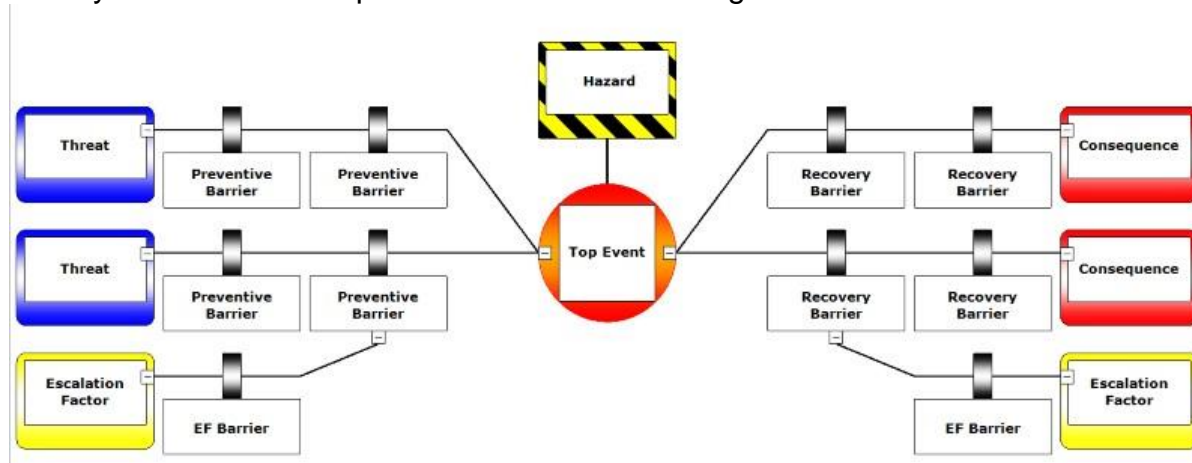 Hazard
Threat
Preventive
Barrier
Preventive
Barrier
Recovery
Barrier
Recovery
Barrier
Consequence
Top Event
Threat
Preventive
Barrier
Preventive
Barrier
Recovery
Barrier
Recovery
Barrier
Consequence
Escalation
Factor
EF Barrier
EF Barrier
Escalation
Factor